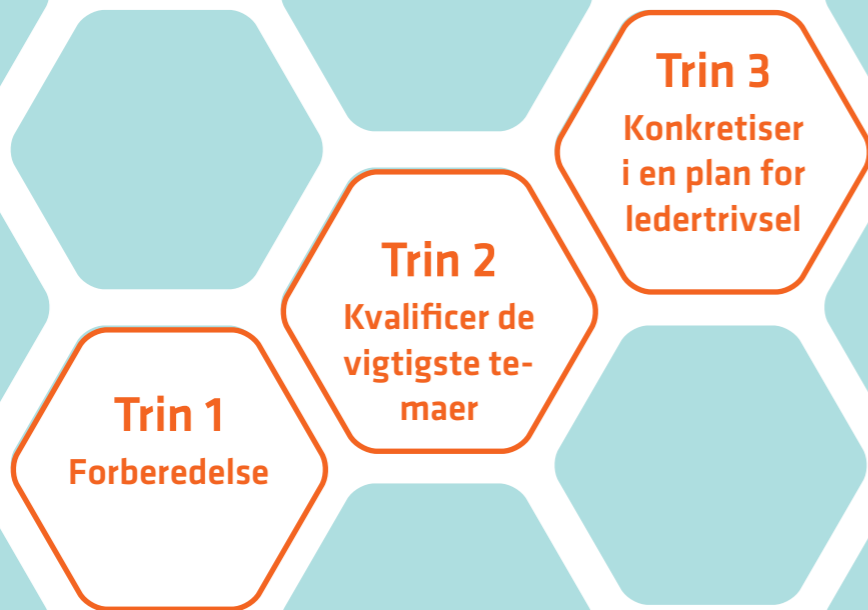 Trin 1
Forberedelse
Trin 2
Kvalificer de
vigtigste te-
maer
Trin 3
Konkretiser
i en plan for
ledertrivsel